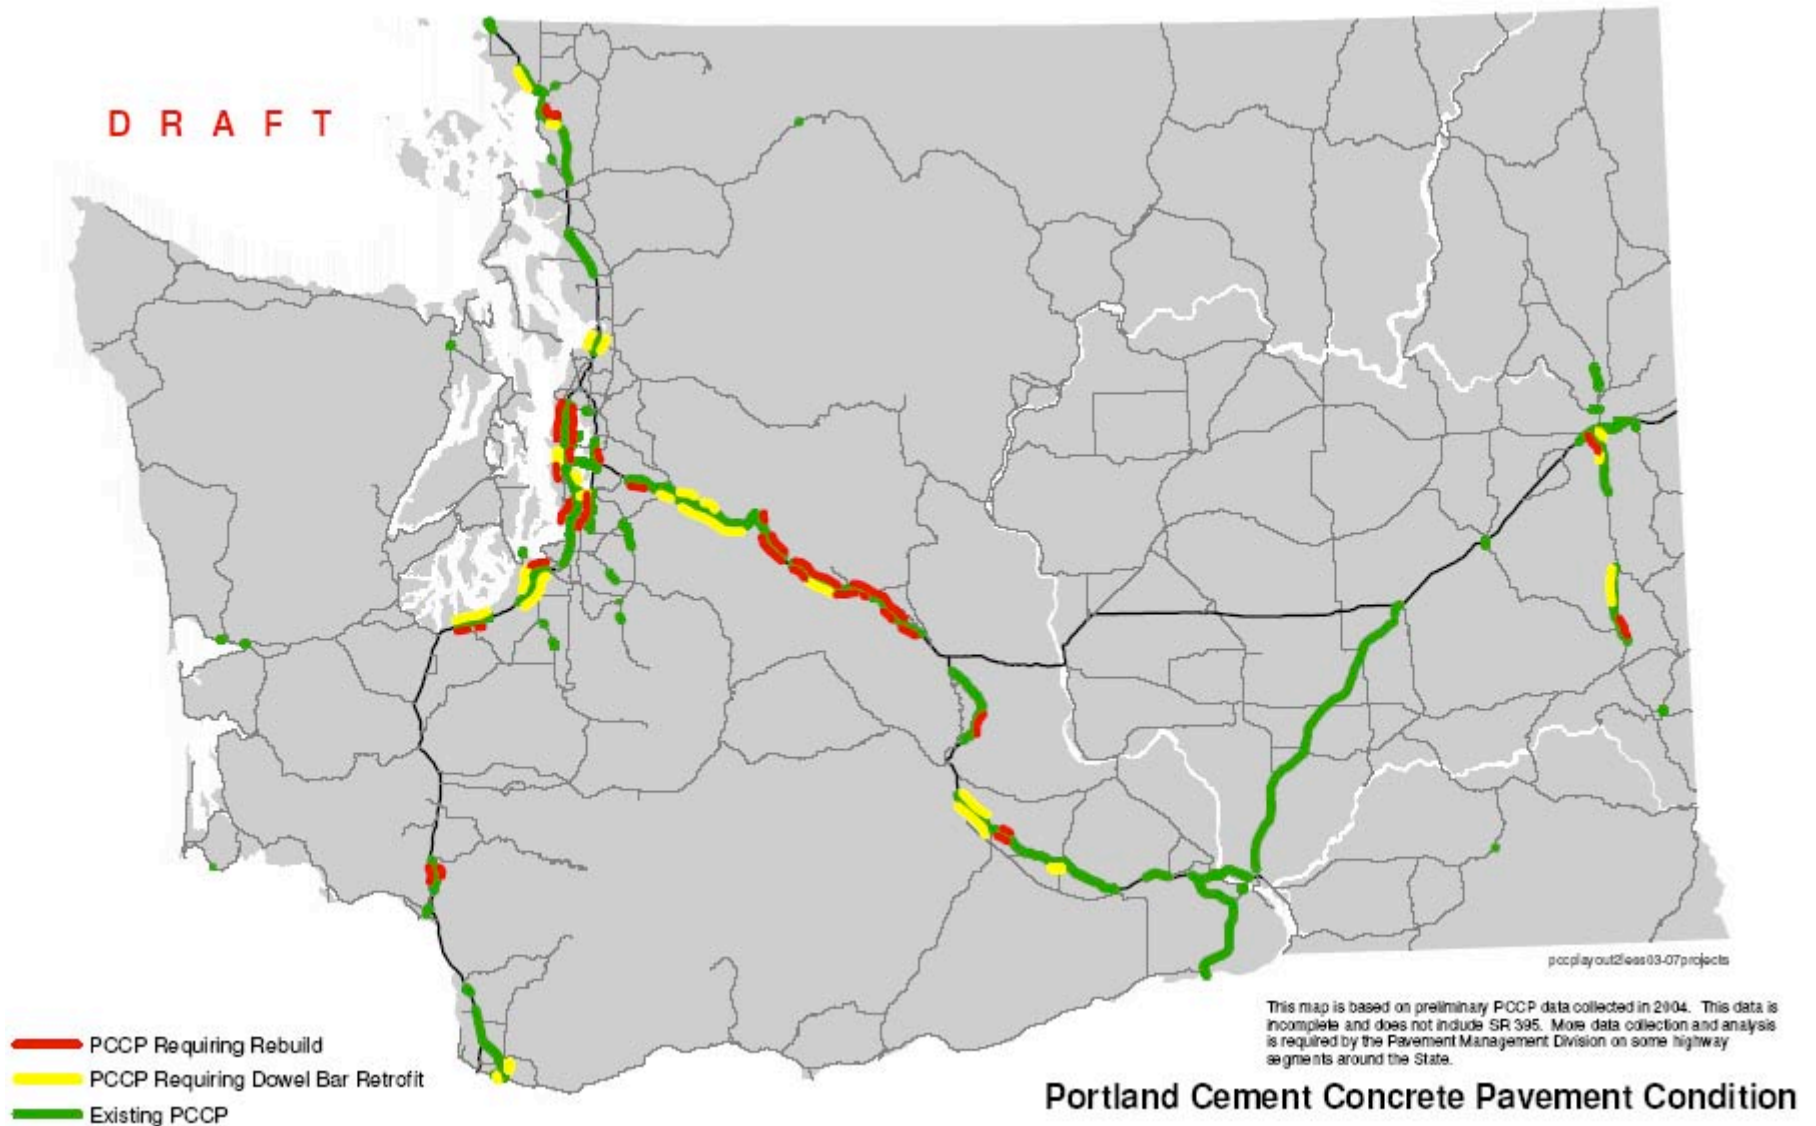 D R A F T
pccplayout2less03-07projects
This map is based on preliminary PCCP data collected in 2004. This data is
incomplete and does not include SR 395. More data collection and analysis
is required by the Pavement Management Division on some highway
segments around the State.
PCCP Requiring Rebuild
PCCP Requiring Dowel Bar Retrofit
Existing PCCP
Portland Cement Concrete Pavement Condition